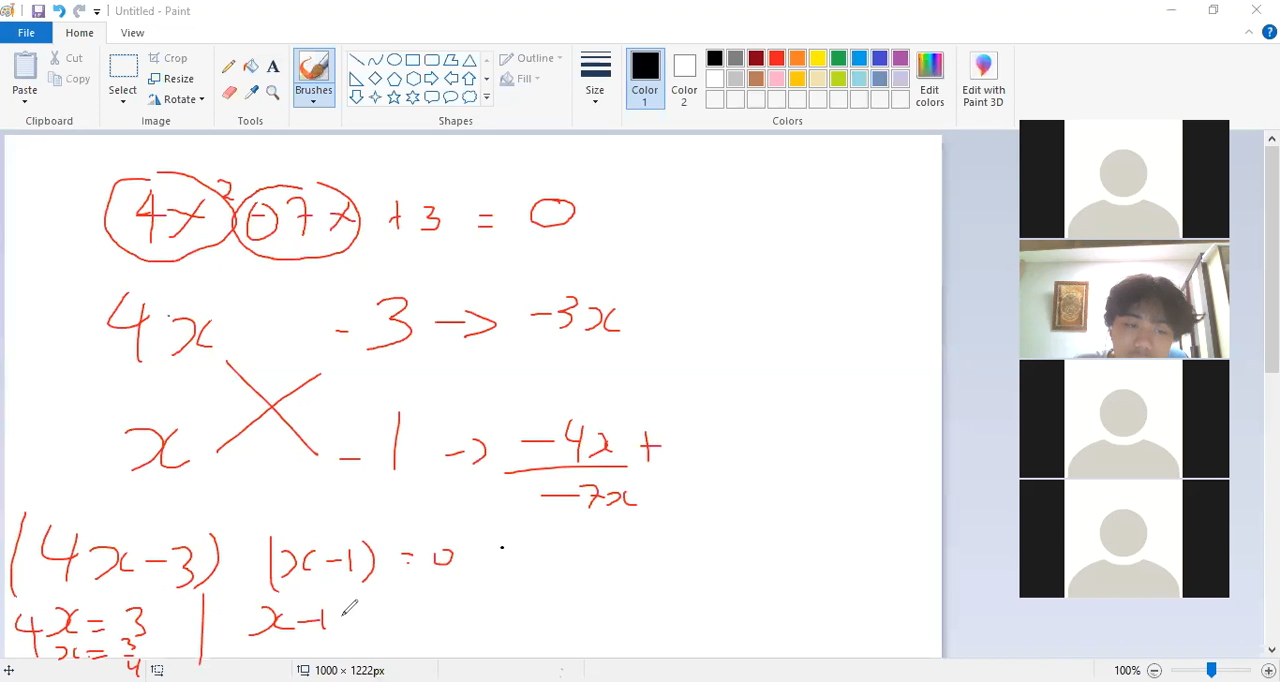 Untitled - Paint
File Home View
Paste Cut Copy
Select Crop Resize Rotate
A
Brushes
Outline Fill
Size
Color 1
Color 2
Edit colors
Edit with Paint 3D
Clipboard Image Tools Shapes Colors
4x² -7x + 3 = 0
4x - 3 -> -3x
x - 1 -> -4x +
-7x
(4x-3) (x-1) = 0
4x = 3 | x-1
x = 3/4
1000 × 1222px 100%